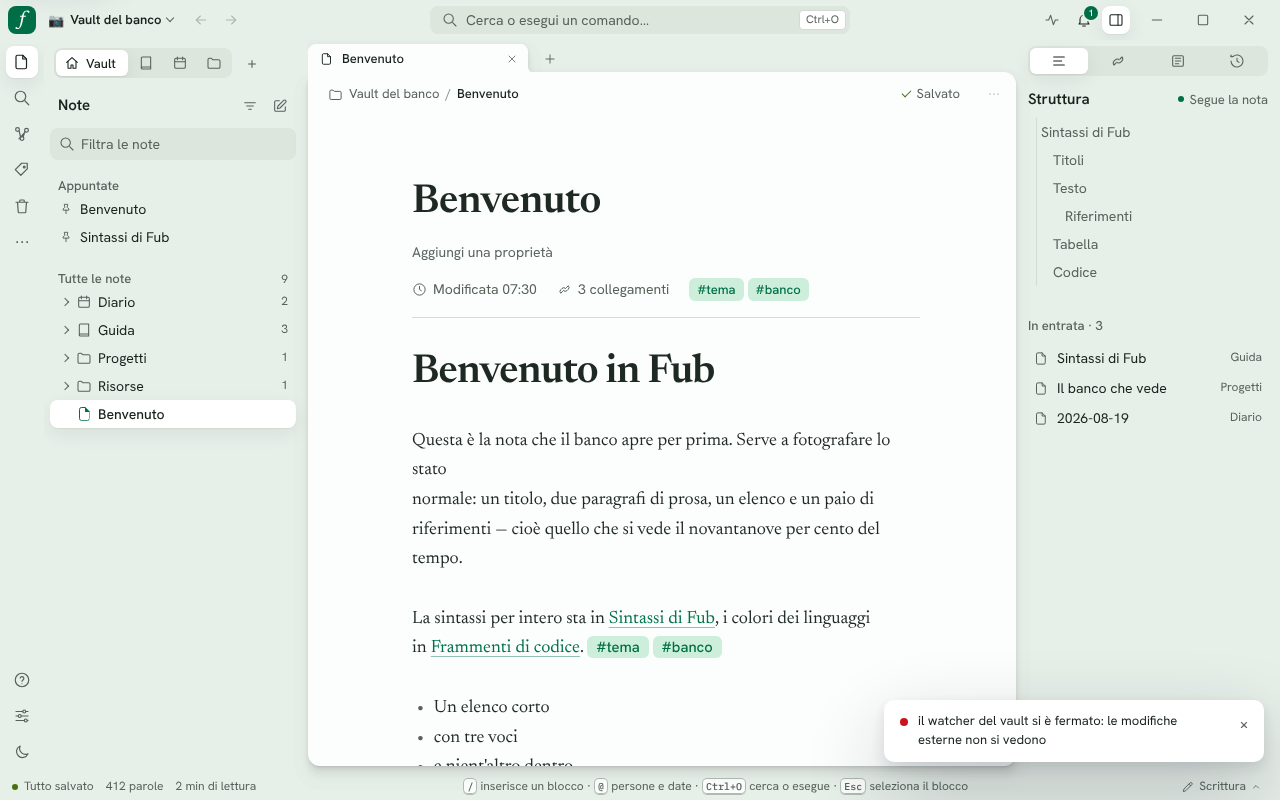 Vault del banco
Cerca o esegui un comando...
Ctrl+O
1
Vault
Note
Filtra le note
Appuntate
Benvenuto
Sintassi di Fub
Tutte le note 9
Diario 2
Guida 3
Progetti 1
Risorse 1
Benvenuto
Benvenuto
Vault del banco / Benvenuto
Salvato
Benvenuto
Aggiungi una proprietà
Modificata 07:30 3 collegamenti #tema #banco
Benvenuto in Fub
Questa è la nota che il banco apre per prima. Serve a fotografare lo
stato
normale: un titolo, due paragrafi di prosa, un elenco e un paio di
riferimenti — cioè quello che si vede il novantanove per cento del
tempo.
La sintassi per intero sta in Sintassi di Fub, i colori dei linguaggi
in Frammenti di codice. #tema #banco
• Un elenco corto
• con tre voci
• e nient'altro dentro
Struttura
Segue la nota
Sintassi di Fub
Titoli
Testo
Riferimenti
Tabella
Codice
In entrata · 3
Sintassi di Fub Guida
Il banco che vede Progetti
2026-08-19 Diario
il watcher del vault si è fermato: le modifiche
esterne non si vedono
Tutto salvato 412 parole 2 min di lettura
/ inserisce un blocco · @ persone e date · Ctrl+O cerca o esegue · Esc seleziona il blocco
Scrittura